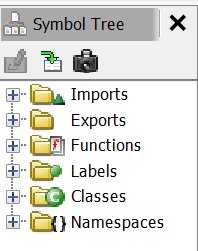 Symbol Tree
Imports
Exports
Functions
Labels
Classes
Namespaces